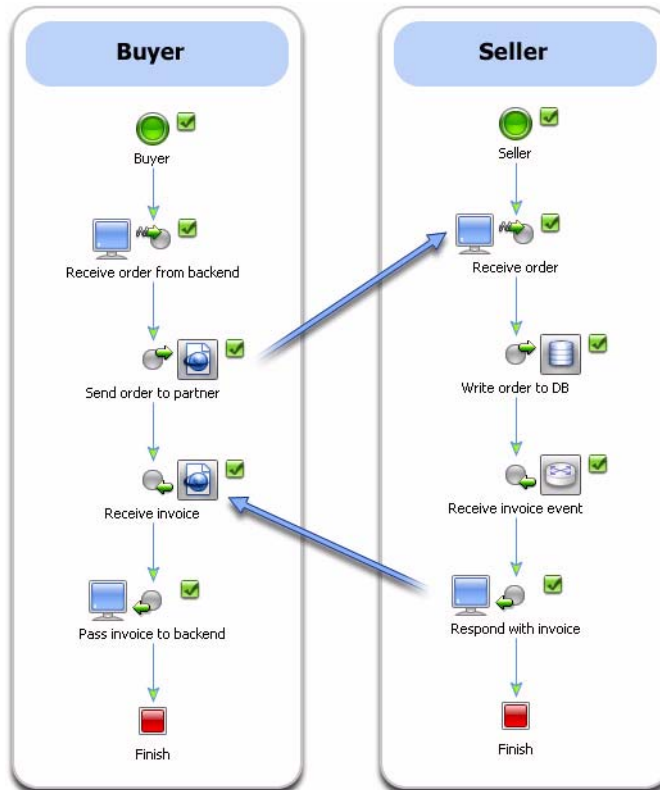 Buyer
Buyer
Receive order from backend
Send order to partner
Receive invoice
Pass invoice to backend
Finish
Seller
Seller
Receive order
Write order to DB
Receive invoice event
Respond with invoice
Finish